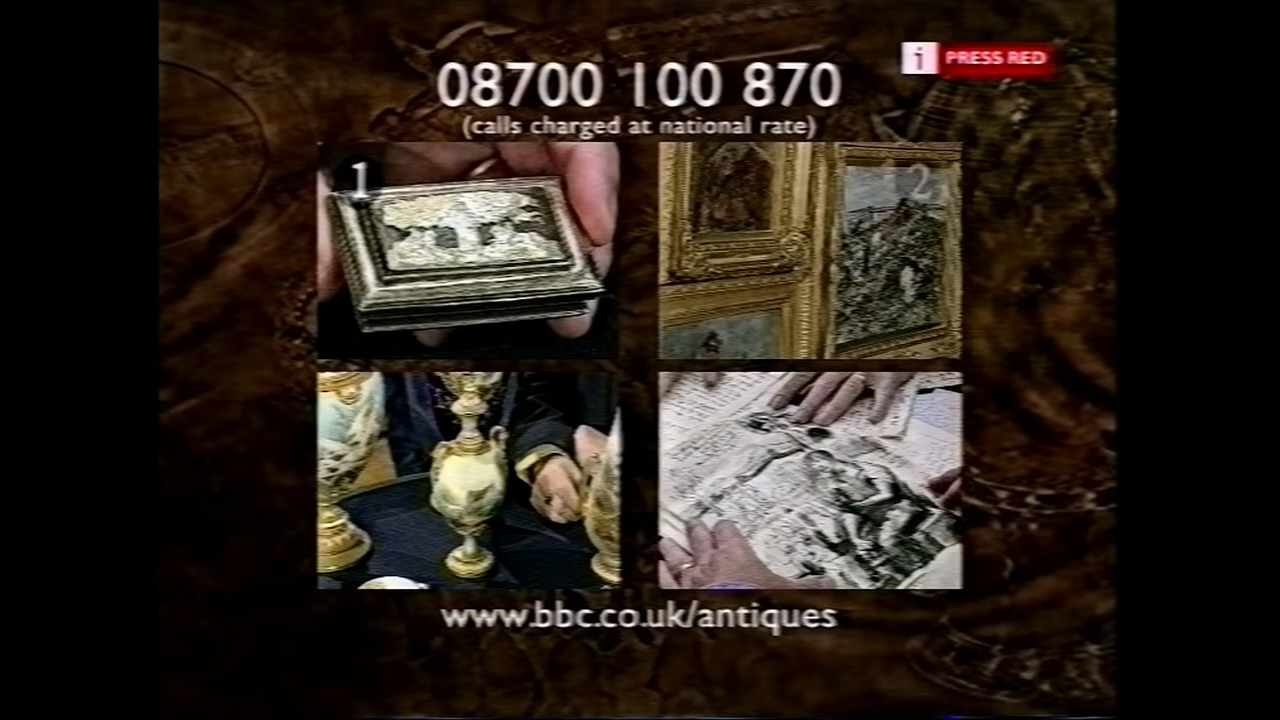 i PRESS RED
08700 100 870
(calls charged at national rate)
1
2
www.bbc.co.uk/antiques